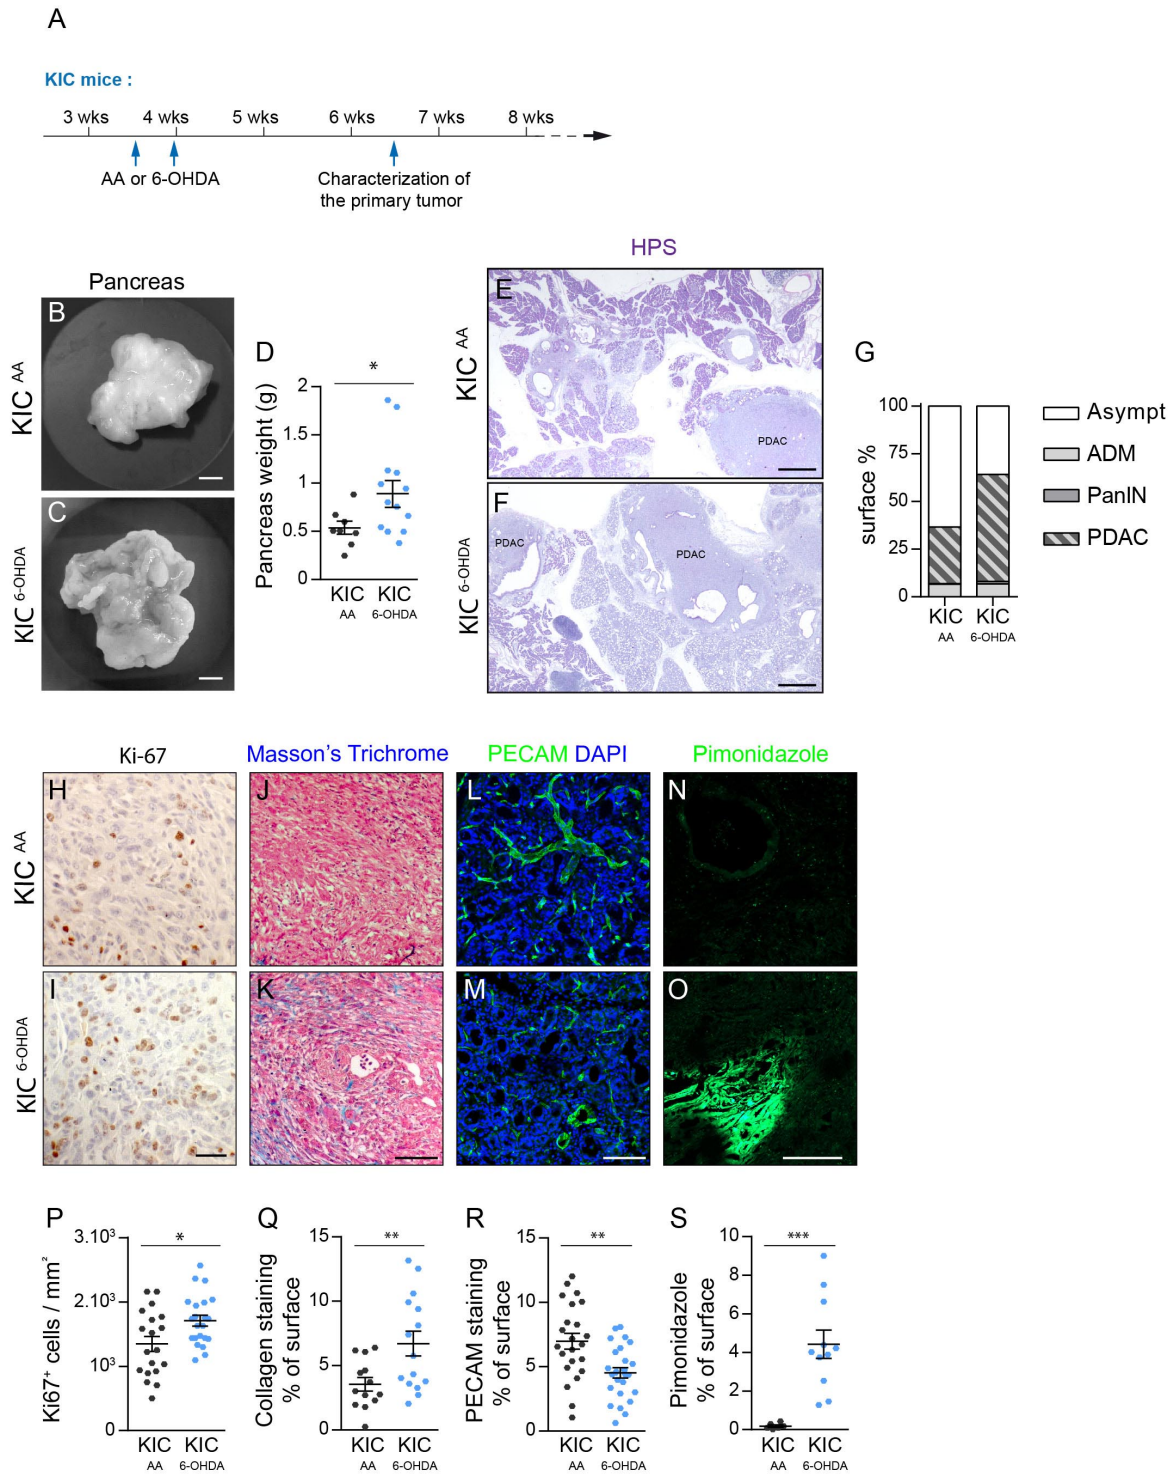 A
KIC mice :
3 wks 4 wks 5 wks 6 wks 7 wks 8 wks
AA or 6-OHDA
Characterization of
the primary tumor
HPS
Pancreas
B
KIC AA
C
KIC 6-OHDA
D
*
Pancreas weight (g)
2
1.5
1
0.5
0
KIC KIC
AA 6-OHDA
E
KIC AA
PDAC
F
KIC 6-OHDA
PDAC
PDAC
G
surface %
100
75
50
25
0
KIC KIC
AA 6-OHDA
Asympt
ADM
PanIN
PDAC
Ki-67 Masson's Trichrome PECAM DAPI Pimonidazole
KIC AA
H J L N
KIC 6-OHDA
I K M O
P
Ki67⁺ cells / mm²
*
3.10³
2.10³
10³
0
KIC KIC
AA 6-OHDA
Q
Collagen staining
% of surface
**
15
10
5
0
KIC KIC
AA 6-OHDA
R
PECAM staining
% of surface
**
15
10
5
0
KIC KIC
AA 6-OHDA
S
Pimonidazole
% of surface
***
10
8
6
4
2
0
KIC KIC
AA 6-OHDA